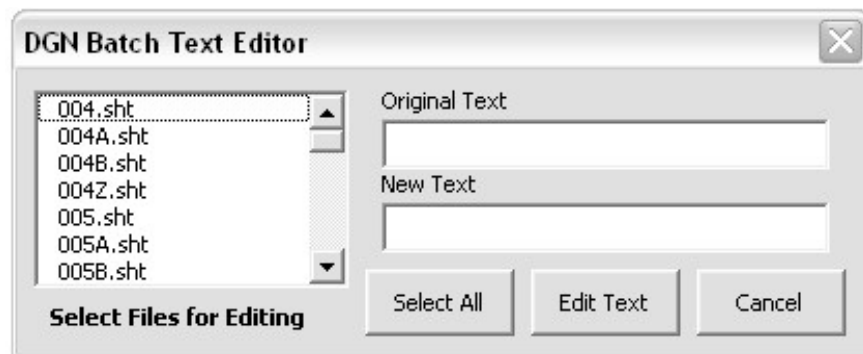 DGN Batch Text Editor
004.sht
004A.sht
004B.sht
004Z.sht
005.sht
005A.sht
005B.sht
Select Files for Editing
Original Text
New Text
Select All
Edit Text
Cancel